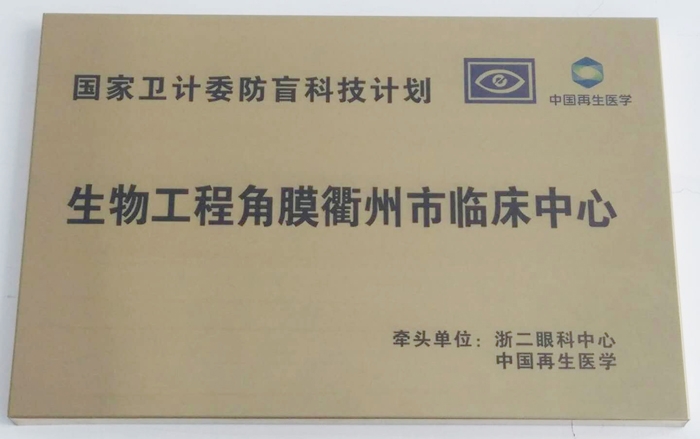 国家卫计委防盲科技计划
中国再生医学
生物工程角膜衢州市临床中心
牵头单位：浙二眼科中心
中国再生医学